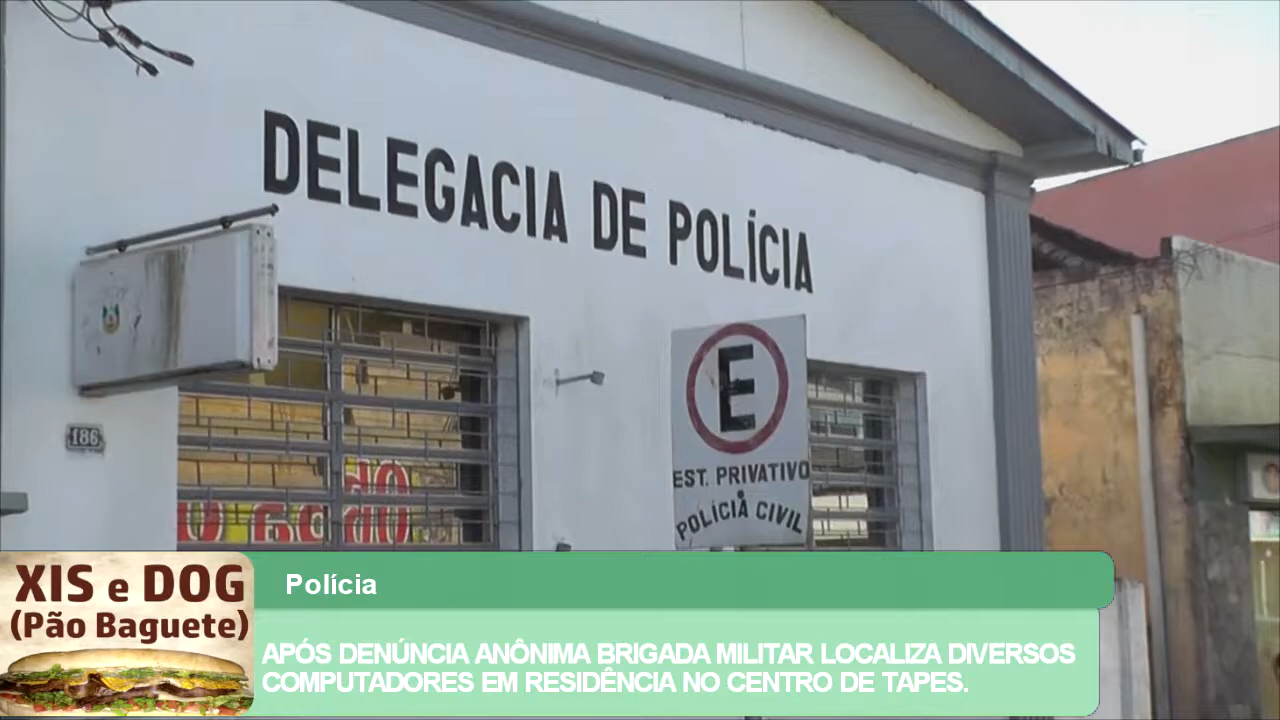 DELEGACIA DE POLÍCIA
186
E
EST. PRIVATIVO
POLÍCIA CIVIL
XIS e DOG
(Pão Baguete)
Polícia
APÓS DENÚNCIA ANÔNIMA BRIGADA MILITAR LOCALIZA DIVERSOS
COMPUTADORES EM RESIDÊNCIA NO CENTRO DE TAPES.